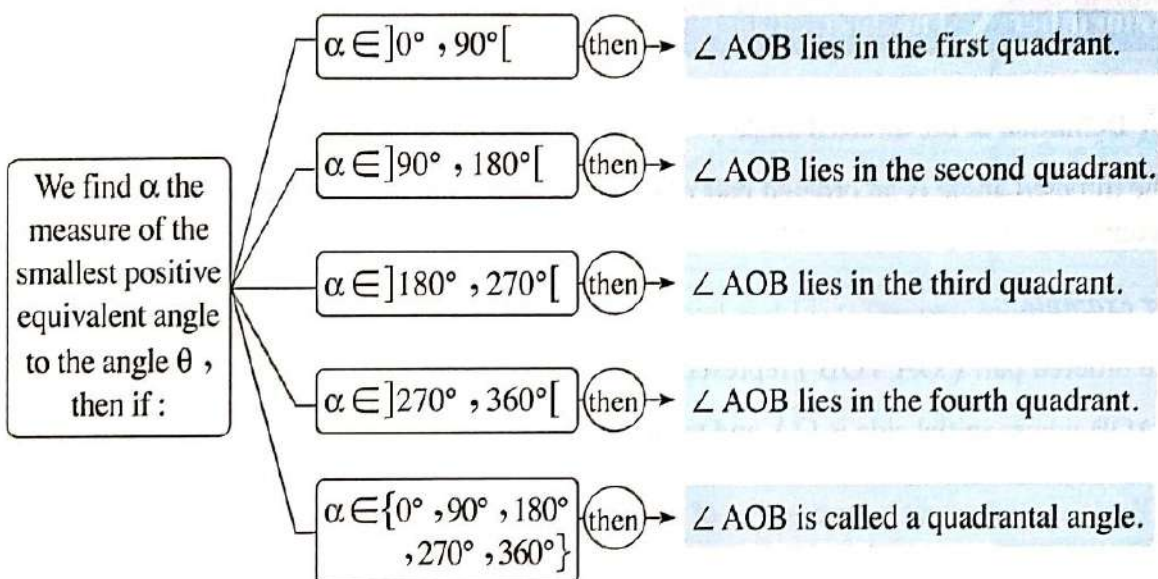 We find α the
measure of the
smallest positive
equivalent angle
to the angle θ ,
then if :
α ∈ ]0° , 90°[ then ∠ AOB lies in the first quadrant.
α ∈ ]90° , 180°[ then ∠ AOB lies in the second quadrant.
α ∈ ]180° , 270°[ then ∠ AOB lies in the third quadrant.
α ∈ ]270° , 360°[ then ∠ AOB lies in the fourth quadrant.
α ∈ {0° , 90° , 180°
, 270° , 360°} then ∠ AOB is called a quadrantal angle.